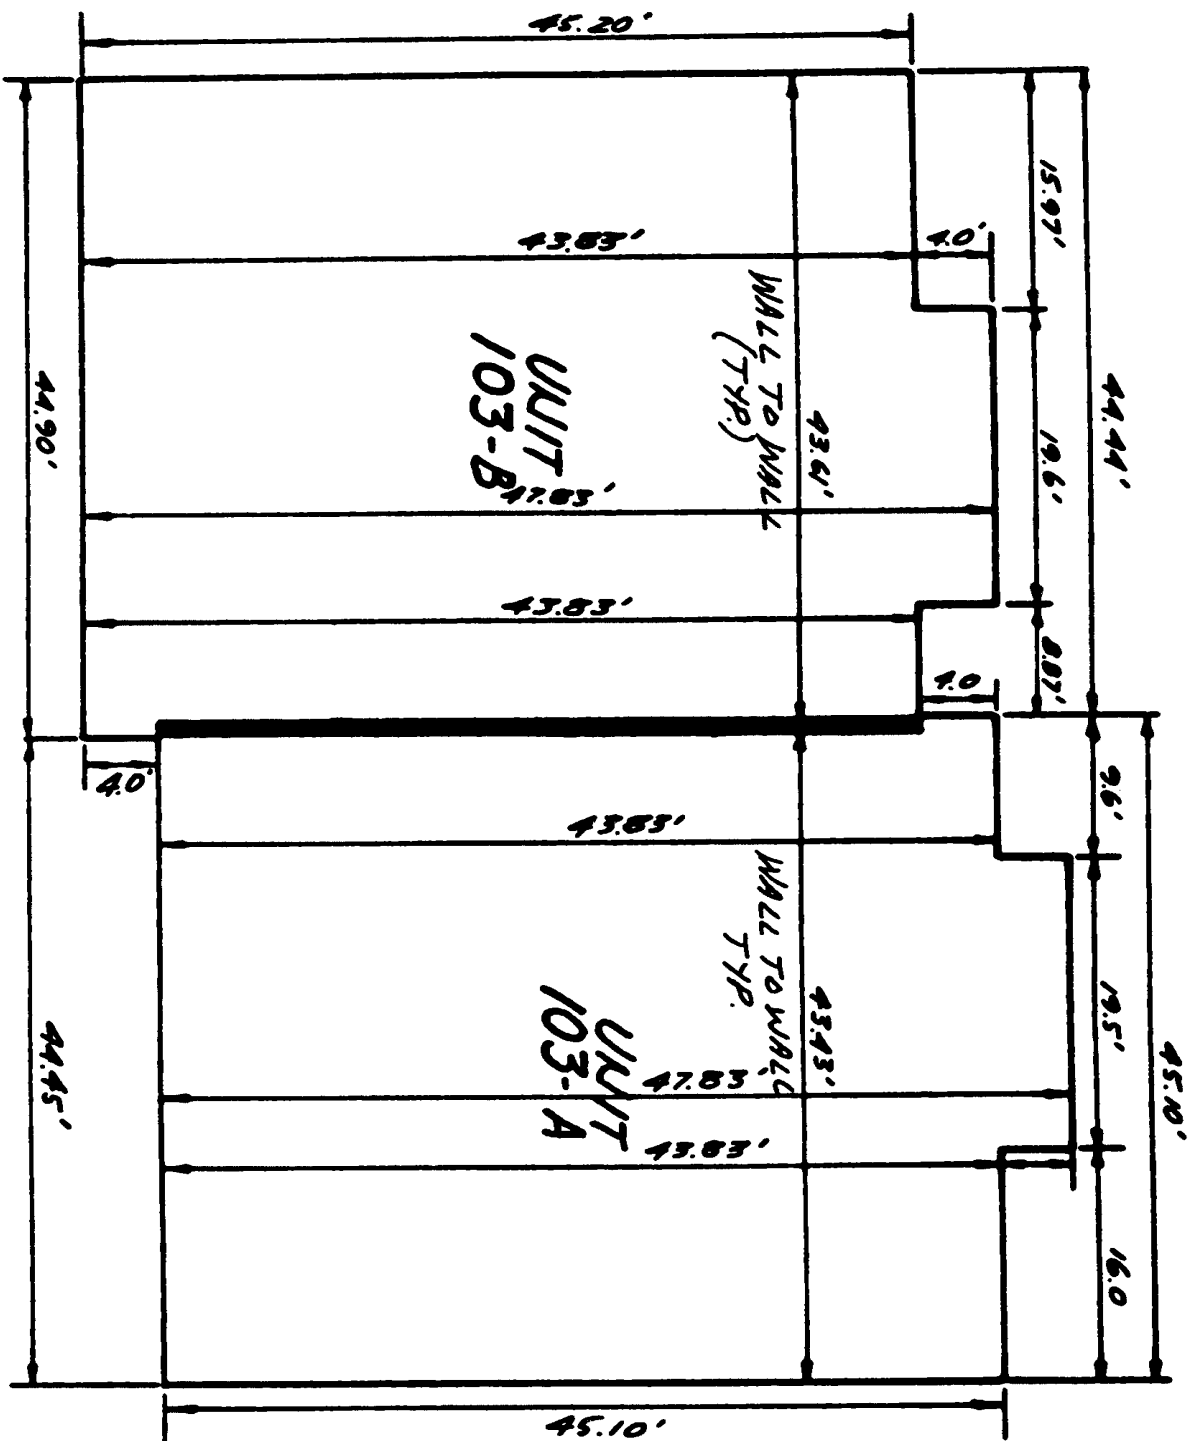 45.20'
15.97'
43.83'
4.0'
44.44'
WALL TO WALL
(TYP.)
43.61'
UNIT
103-B
44.90'
19.6'
47.83'
43.83'
8.87'
4.0
4.0'
9.6'
43.83'
WALL TO WALL
TYP.
43.43'
UNIT
103-A
19.5'
45.10'
44.45'
47.83'
43.83'
16.0
45.10'